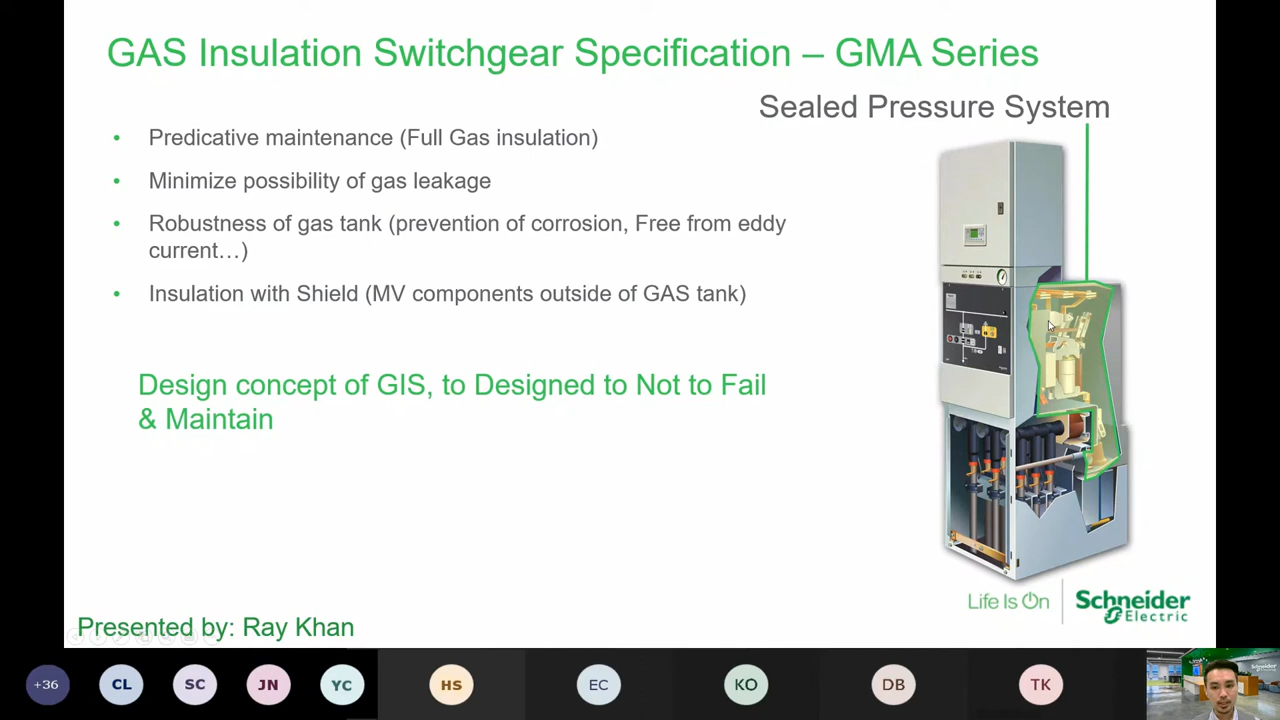 GAS Insulation Switchgear Specification – GMA Series
Sealed Pressure System
• Predicative maintenance (Full Gas insulation)
• Minimize possibility of gas leakage
• Robustness of gas tank (prevention of corrosion, Free from eddy
current…)
• Insulation with Shield (MV components outside of GAS tank)
Design concept of GIS, to Designed to Not to Fail
& Maintain
Life Is On
Schneider
Electric
Presented by: Ray Khan
+36
CL
SC
JN
YC
HS
EC
KO
DB
TK
Schneider